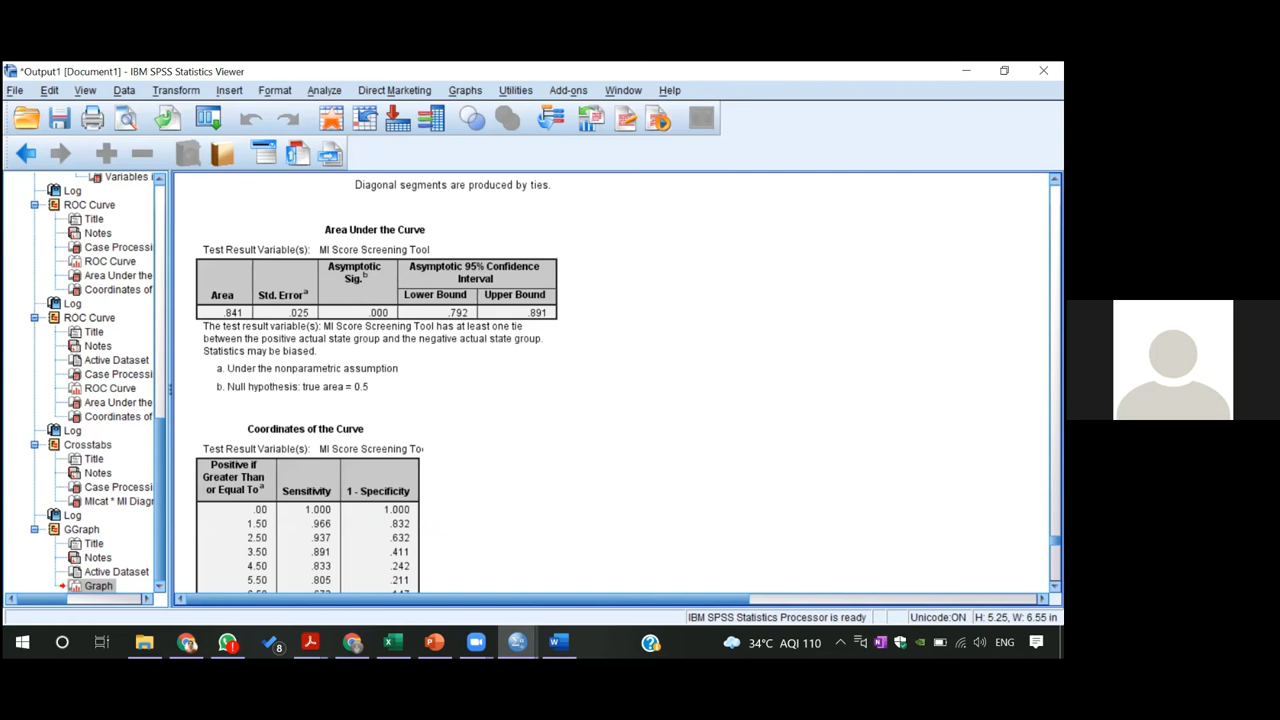 *Output1 [Document1] - IBM SPSS Statistics Viewer
File Edit View Data Transform Insert Format Analyze Direct Marketing Graphs Utilities Add-ons Window Help
Log
ROC Curve
Title
Notes
Case Processi
ROC Curve
Area Under the
Coordinates of
Log
ROC Curve
Title
Notes
Active Dataset
Case Processi
ROC Curve
Area Under the
Coordinates of
Log
Crosstabs
Title
Notes
Case Processi
MIcat * MI Diagr
Log
GGraph
Title
Notes
Active Dataset
Graph
Diagonal segments are produced by ties.
Area Under the Curve
Test Result Variable(s): MI Score Screening Tool
Area Std. Error a Asymptotic Sig. b Asymptotic 95% Confidence Interval
Lower Bound Upper Bound
.841 .025 .000 .792 .891
The test result variable(s): MI Score Screening Tool has at least one tie
between the positive actual state group and the negative actual state group.
Statistics may be biased.
a. Under the nonparametric assumption
b. Null hypothesis: true area = 0.5
Coordinates of the Curve
Test Result Variable(s): MI Score Screening Too
Positive if
Greater Than
or Equal To a Sensitivity 1 - Specificity
.00 1.000 1.000
1.50 .966 .832
2.50 .937 .632
3.50 .891 .411
4.50 .833 .242
5.50 .805 .211
IBM SPSS Statistics Processor is ready Unicode:ON H: 5.25, W: 6.55 in
8
34°C AQI 110
ENG